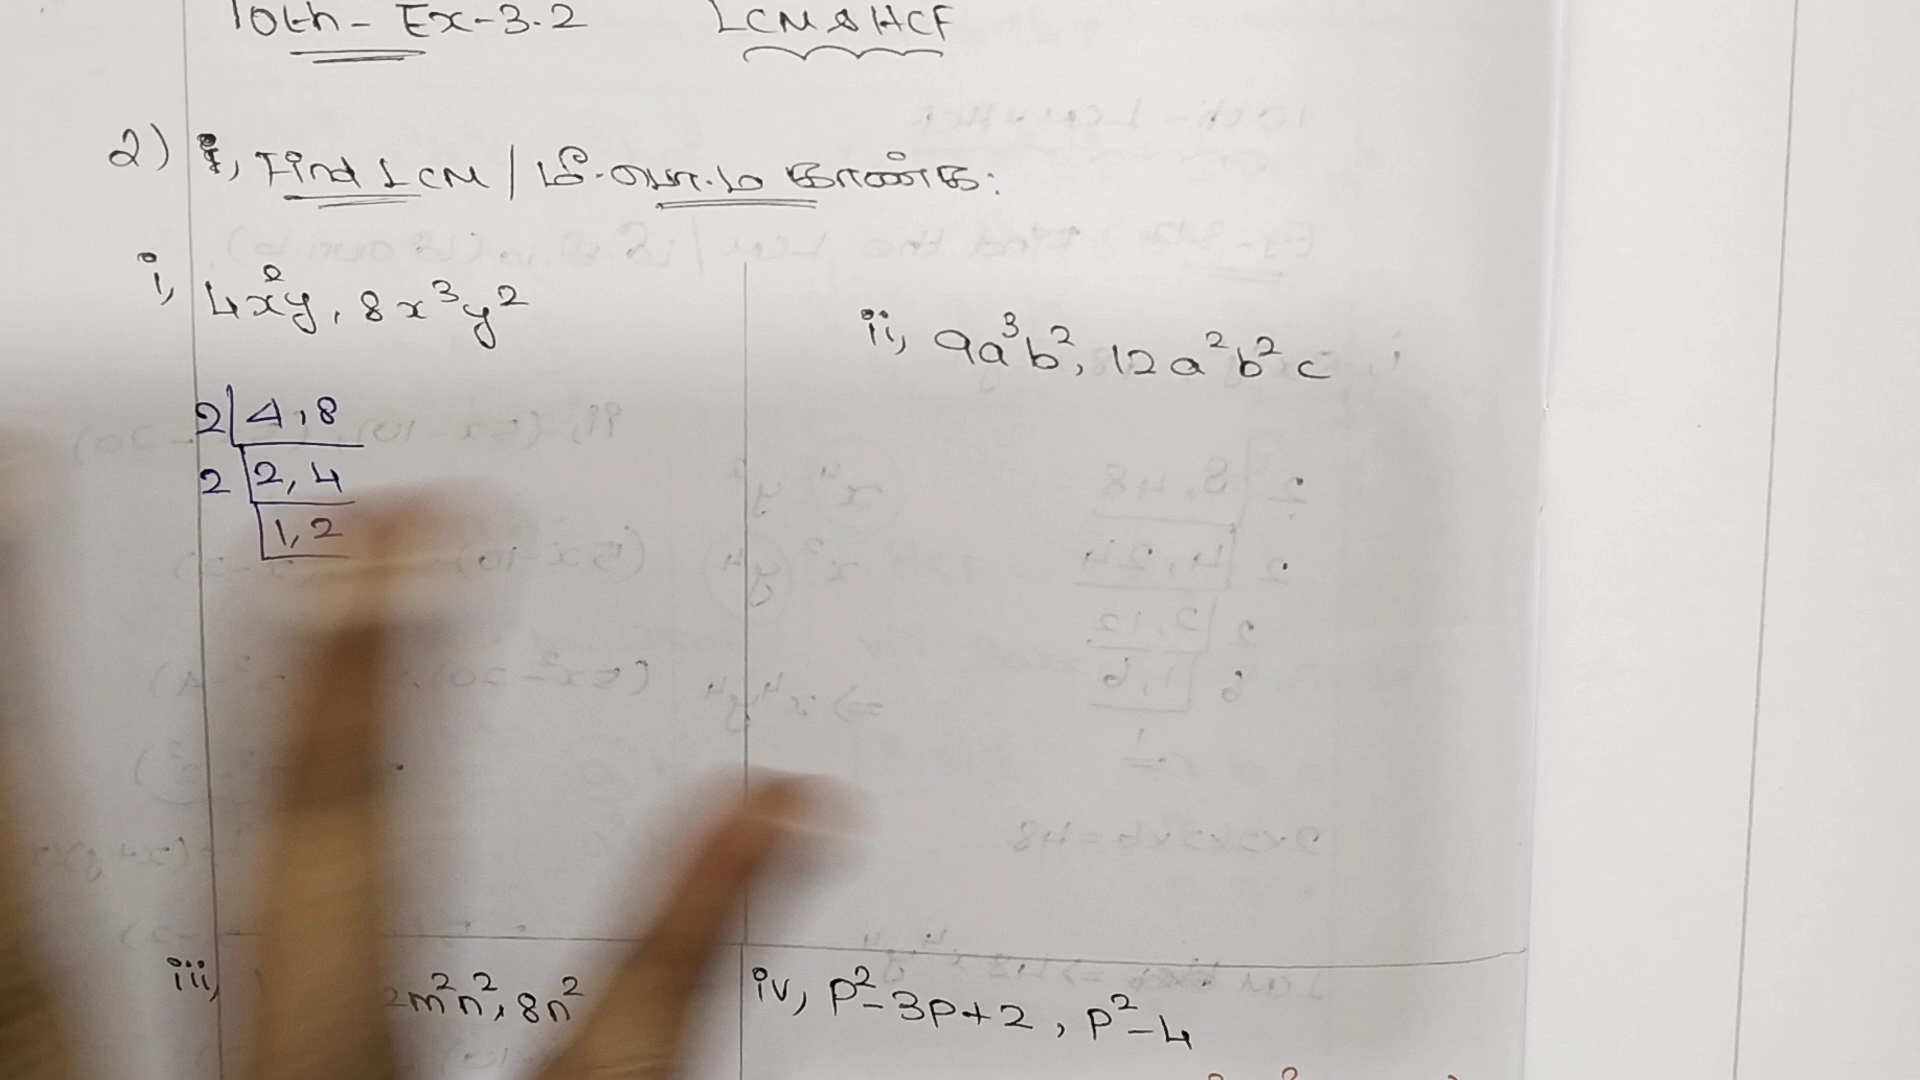 10th - Ex-3.2 LCM & HCF
2) i, Find LCM / மீ.பொ.ம காண்க:
i, 4x²y, 8x³y²
ii, 9a³b², 12a²b²c
2 | 4, 8
2 | 2, 4
1, 2
iii, 2m²n², 8n²
iv, p²-3p+2, p²-4